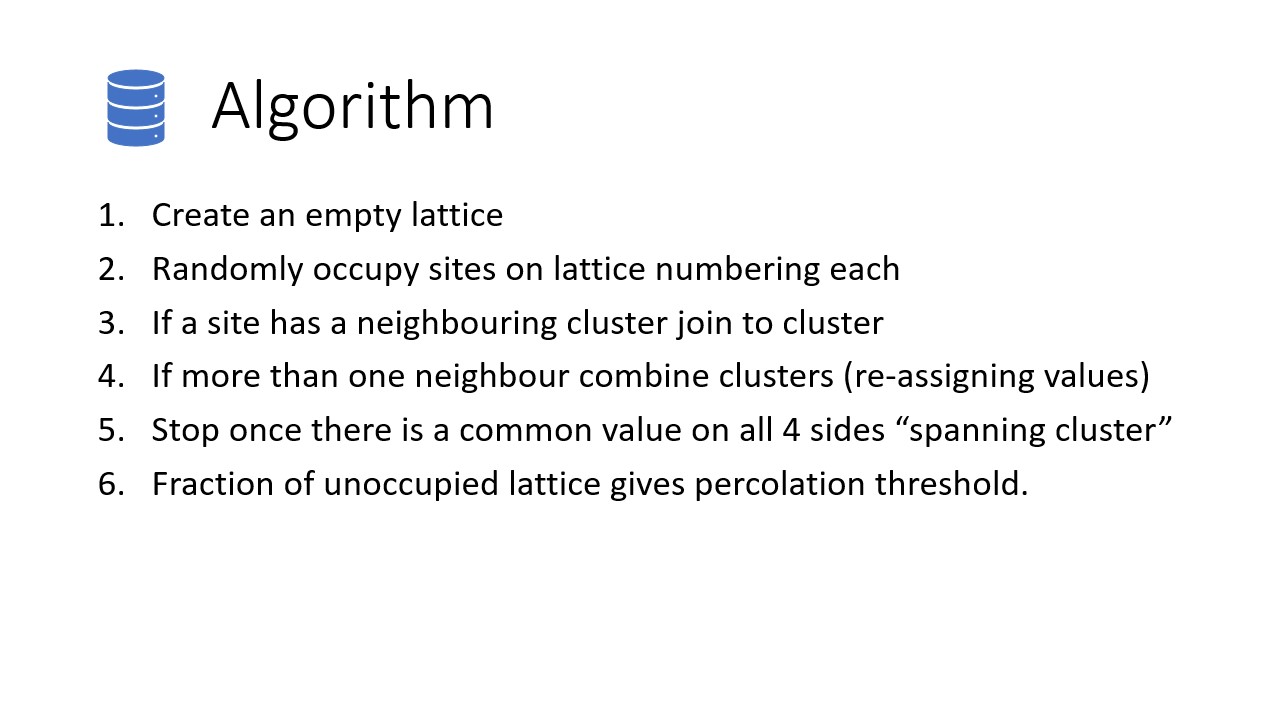 Algorithm
1. Create an empty lattice
2. Randomly occupy sites on lattice numbering each
3. If a site has a neighbouring cluster join to cluster
4. If more than one neighbour combine clusters (re-assigning values)
5. Stop once there is a common value on all 4 sides “spanning cluster”
6. Fraction of unoccupied lattice gives percolation threshold.